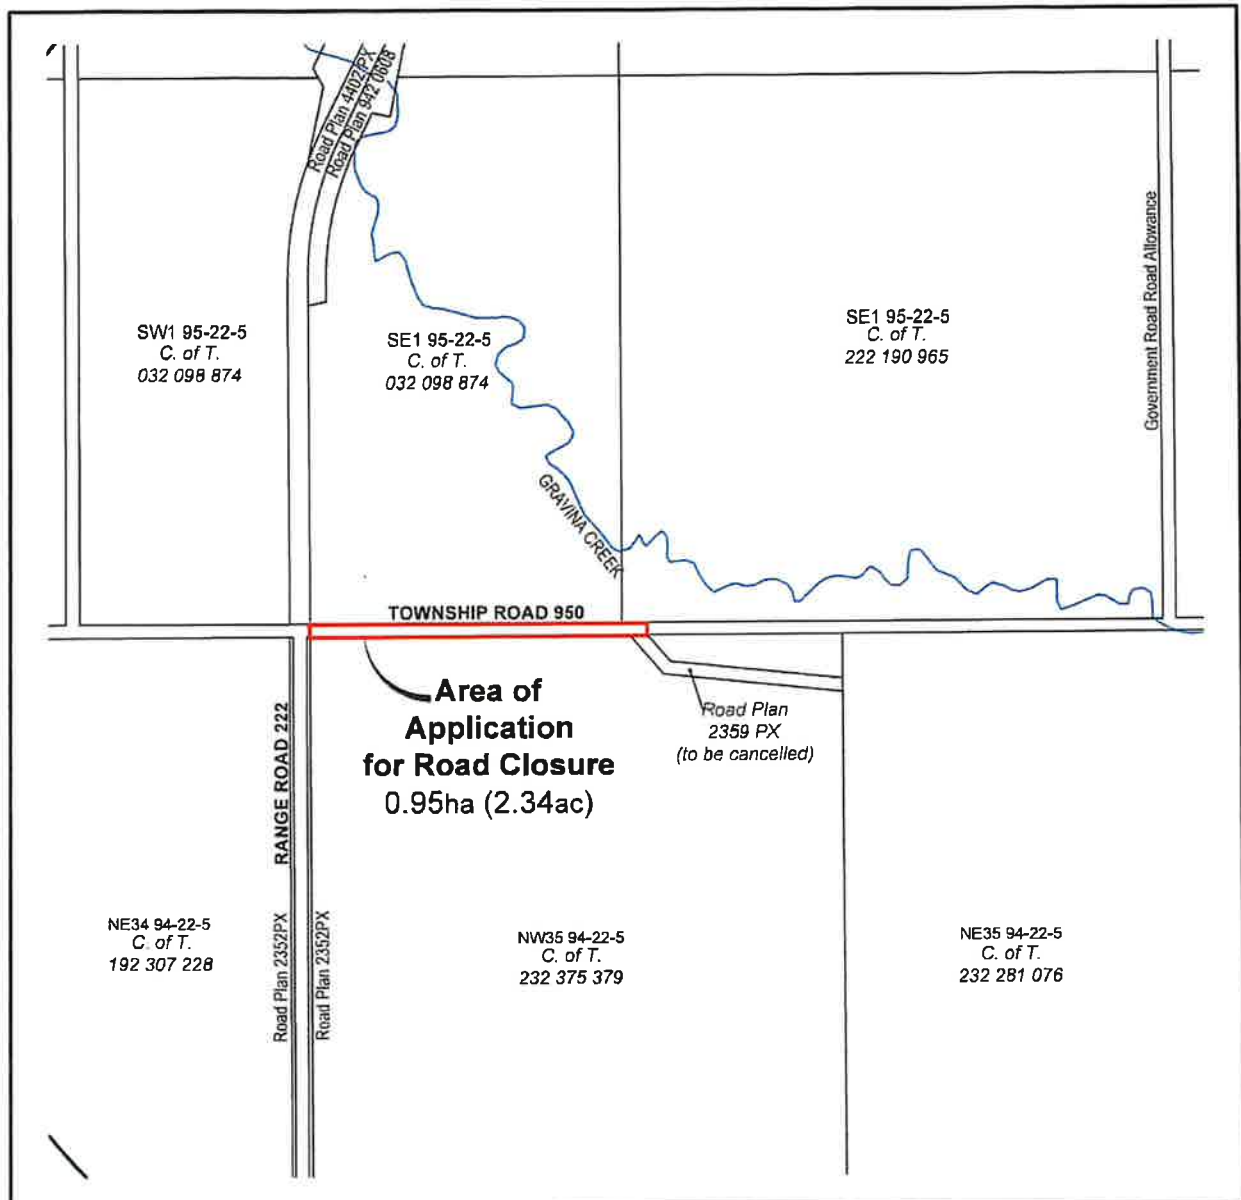 Road Plan 4402 PX
Road Plan 942 0608
Government Road Road Allowance
SW1 95-22-5
C. of T.
032 098 874
SE1 95-22-5
C. of T.
032 098 874
SE1 95-22-5
C. of T.
222 190 965
GRAVINA CREEK
TOWNSHIP ROAD 950
Area of
Application
for Road Closure
0.95ha (2.34ac)
Road Plan
2359 PX
(to be cancelled)
RANGE ROAD 222
Road Plan 2352PX
Road Plan 2352PX
NE34 94-22-5
C. of T.
192 307 228
NW35 94-22-5
C. of T.
232 375 379
NE35 94-22-5
C. of T.
232 281 076